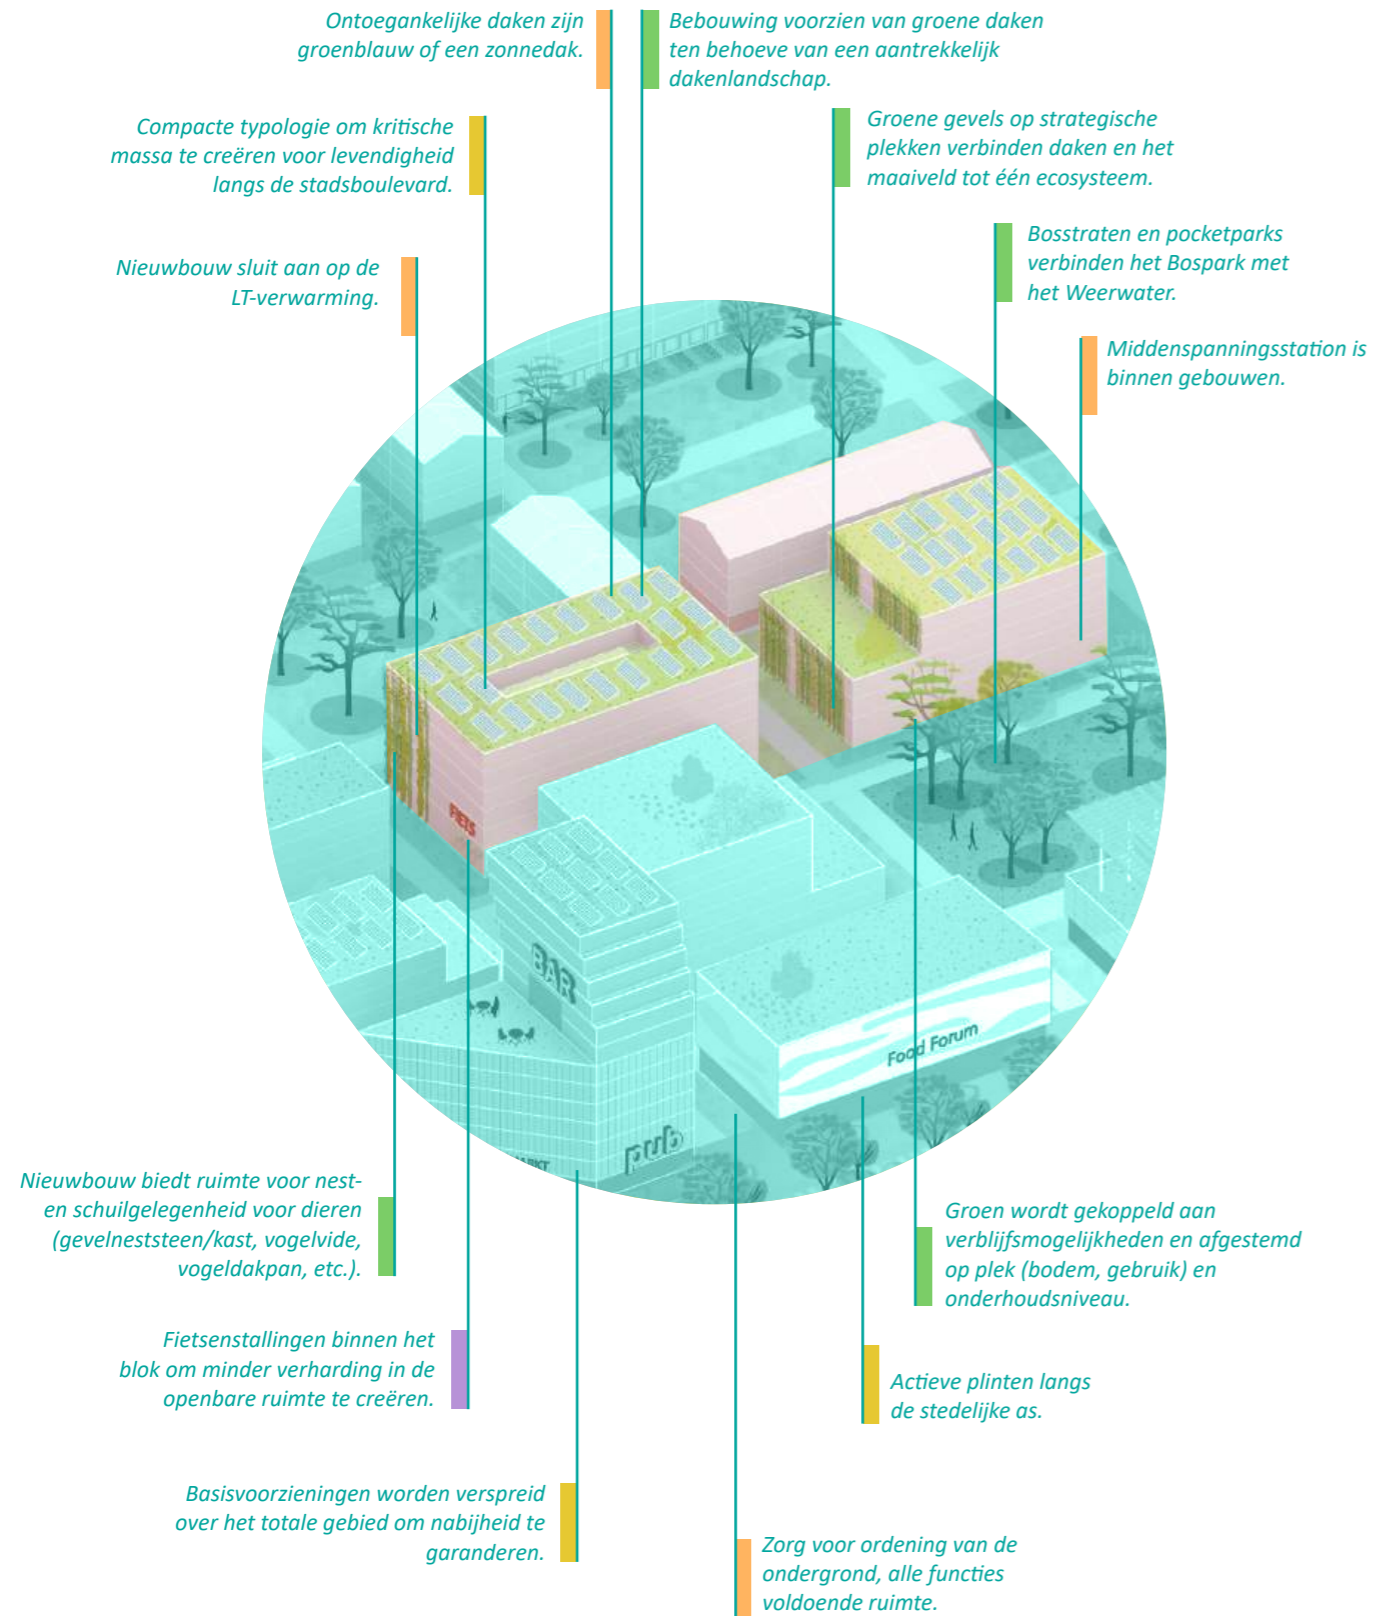 Ontoegankelijke daken zijn
groenblauw of een zonnedak.
Bebouwing voorzien van groene daken
ten behoeve van een aantrekkelijk
dakenlandschap.
Compacte typologie om kritische
massa te creëren voor levendigheid
langs de stadsboulevard.
Groene gevels op strategische
plekken verbinden daken en het
maaiveld tot één ecosysteem.
Nieuwbouw sluit aan op de
LT-verwarming.
Bosstraten en pocketparks
verbinden het Bospark met
het Weerwater.
Middenspanningsstation is
binnen gebouwen.
FIETS
BAR
Food Forum
pub
Nieuwbouw biedt ruimte voor nest-
en schuilgelegenheid voor dieren
(gevelneststeen/kast, vogelvide,
vogeldakpan, etc.).
Groen wordt gekoppeld aan
verblijfsmogelijkheden en afgestemd
op plek (bodem, gebruik) en
onderhoudsniveau.
Fietsenstallingen binnen het
blok om minder verharding in de
openbare ruimte te creëren.
Actieve plinten langs
de stedelijke as.
Basisvoorzieningen worden verspreid
over het totale gebied om nabijheid te
garanderen.
Zorg voor ordening van de
ondergrond, alle functies
voldoende ruimte.